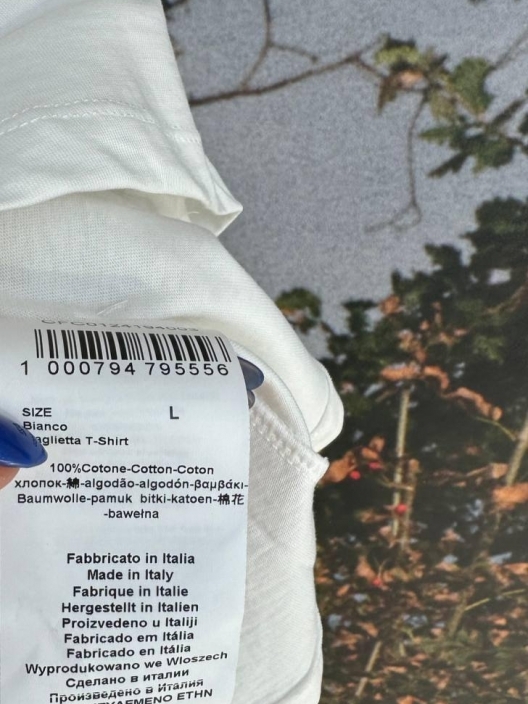 1 000794 795556
SIZE L
Bianco
aglietta T-Shirt
100%Cotone-Cotton-Coton
хлопок-綿-algodão-algodón-βαμβάκι-
Baumwolle-pamuk bitki-katoen-棉花
-bawełna
Fabbricato in Italia
Made in Italy
Fabrique in Italie
Hergestellt in Italien
Proizvedeno u Italiji
Fabricado em Itália
Fabricado en Itália
Wyprodukowano we Wloszech
Сделано в италии
Произведено в Италия
ΕΤΗΝ